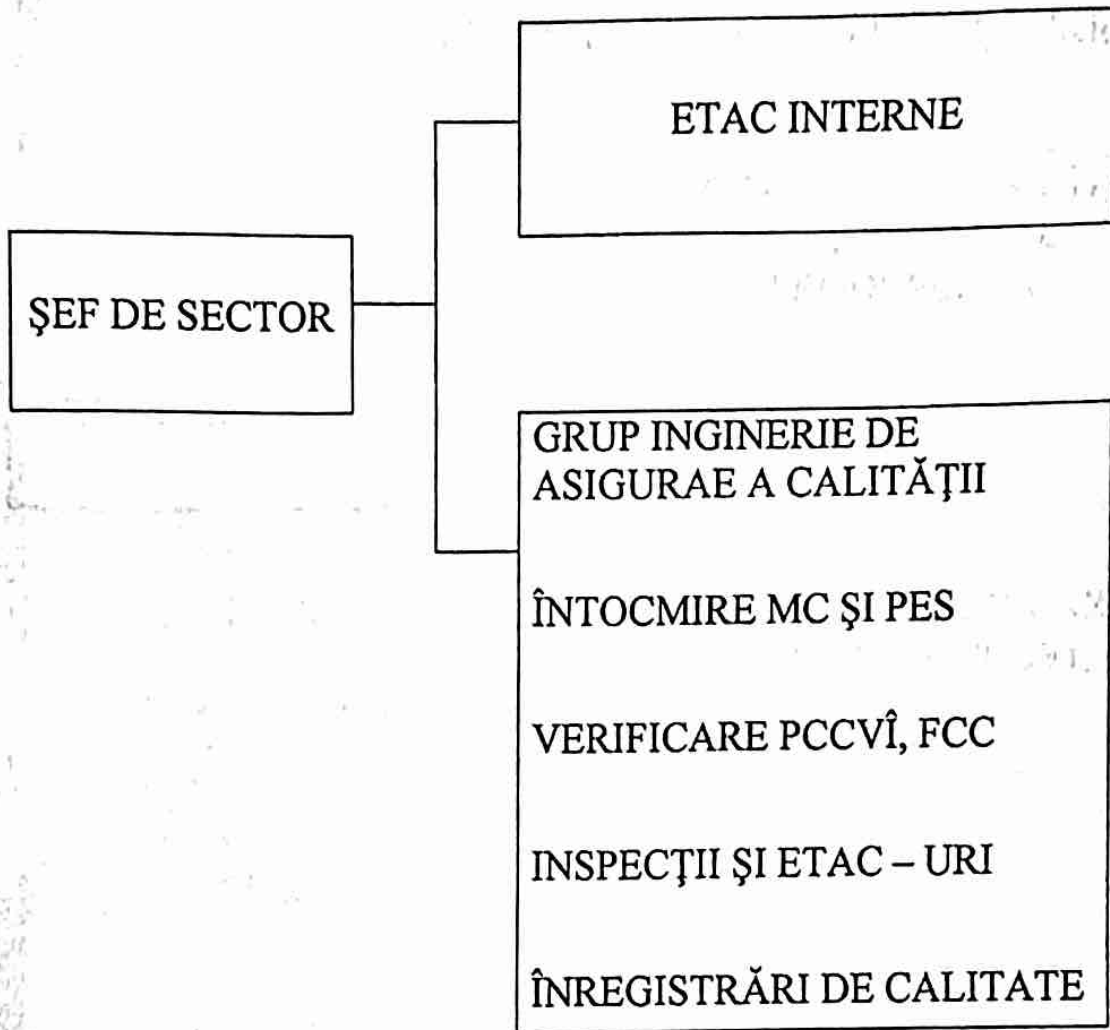 ETAC INTERNE
ŞEF DE SECTOR
GRUP INGINERIE DE
ASIGURAE A CALITĂŢII
ÎNTOCMIRE MC ŞI PES
VERIFICARE PCCVÎ, FCC
INSPECŢII ŞI ETAC – URI
ÎNREGISTRĂRI DE CALITATE